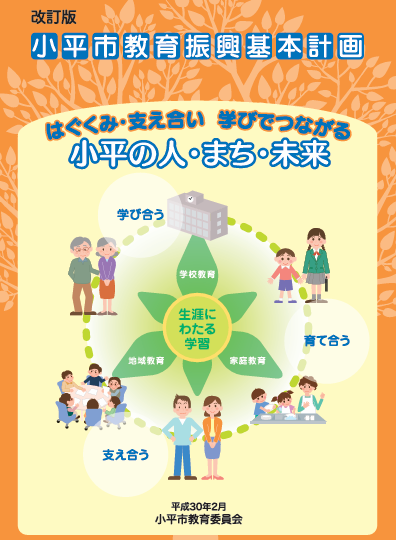 改訂版
小平市教育振興基本計画
はぐくみ・支え合い 学びでつながる
小平の人・まち・未来
学び合う
学校教育
生涯に
わたる
学習
育て合う
地域教育
家庭教育
支え合う
平成30年2月
小平市教育委員会